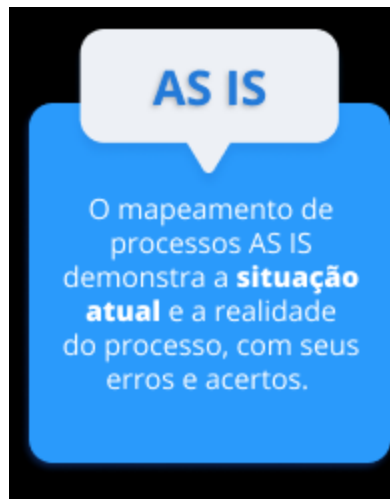 AS IS
O mapeamento de
processos AS IS
demonstra a situação
atual e a realidade
do processo, com seus
erros e acertos.